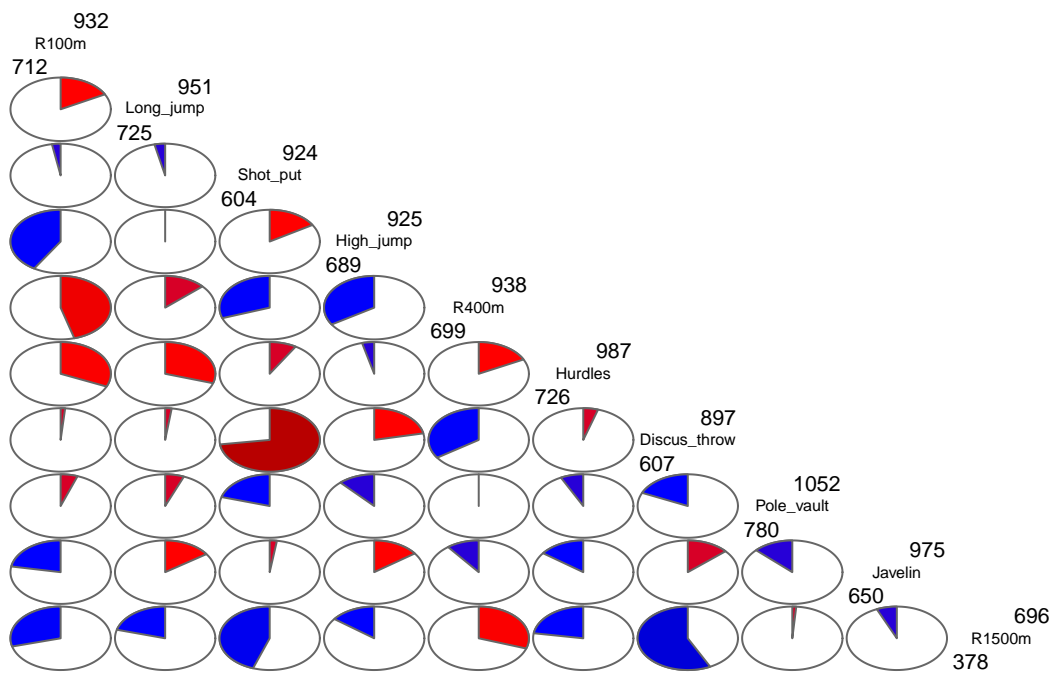 932
R100m
712
951
Long_jump
725
924
Shot_put
604
925
High_jump
689
938
R400m
699
987
Hurdles
726
897
Discus_throw
607
1052
Pole_vault
780
975
Javelin
650
696
R1500m
378